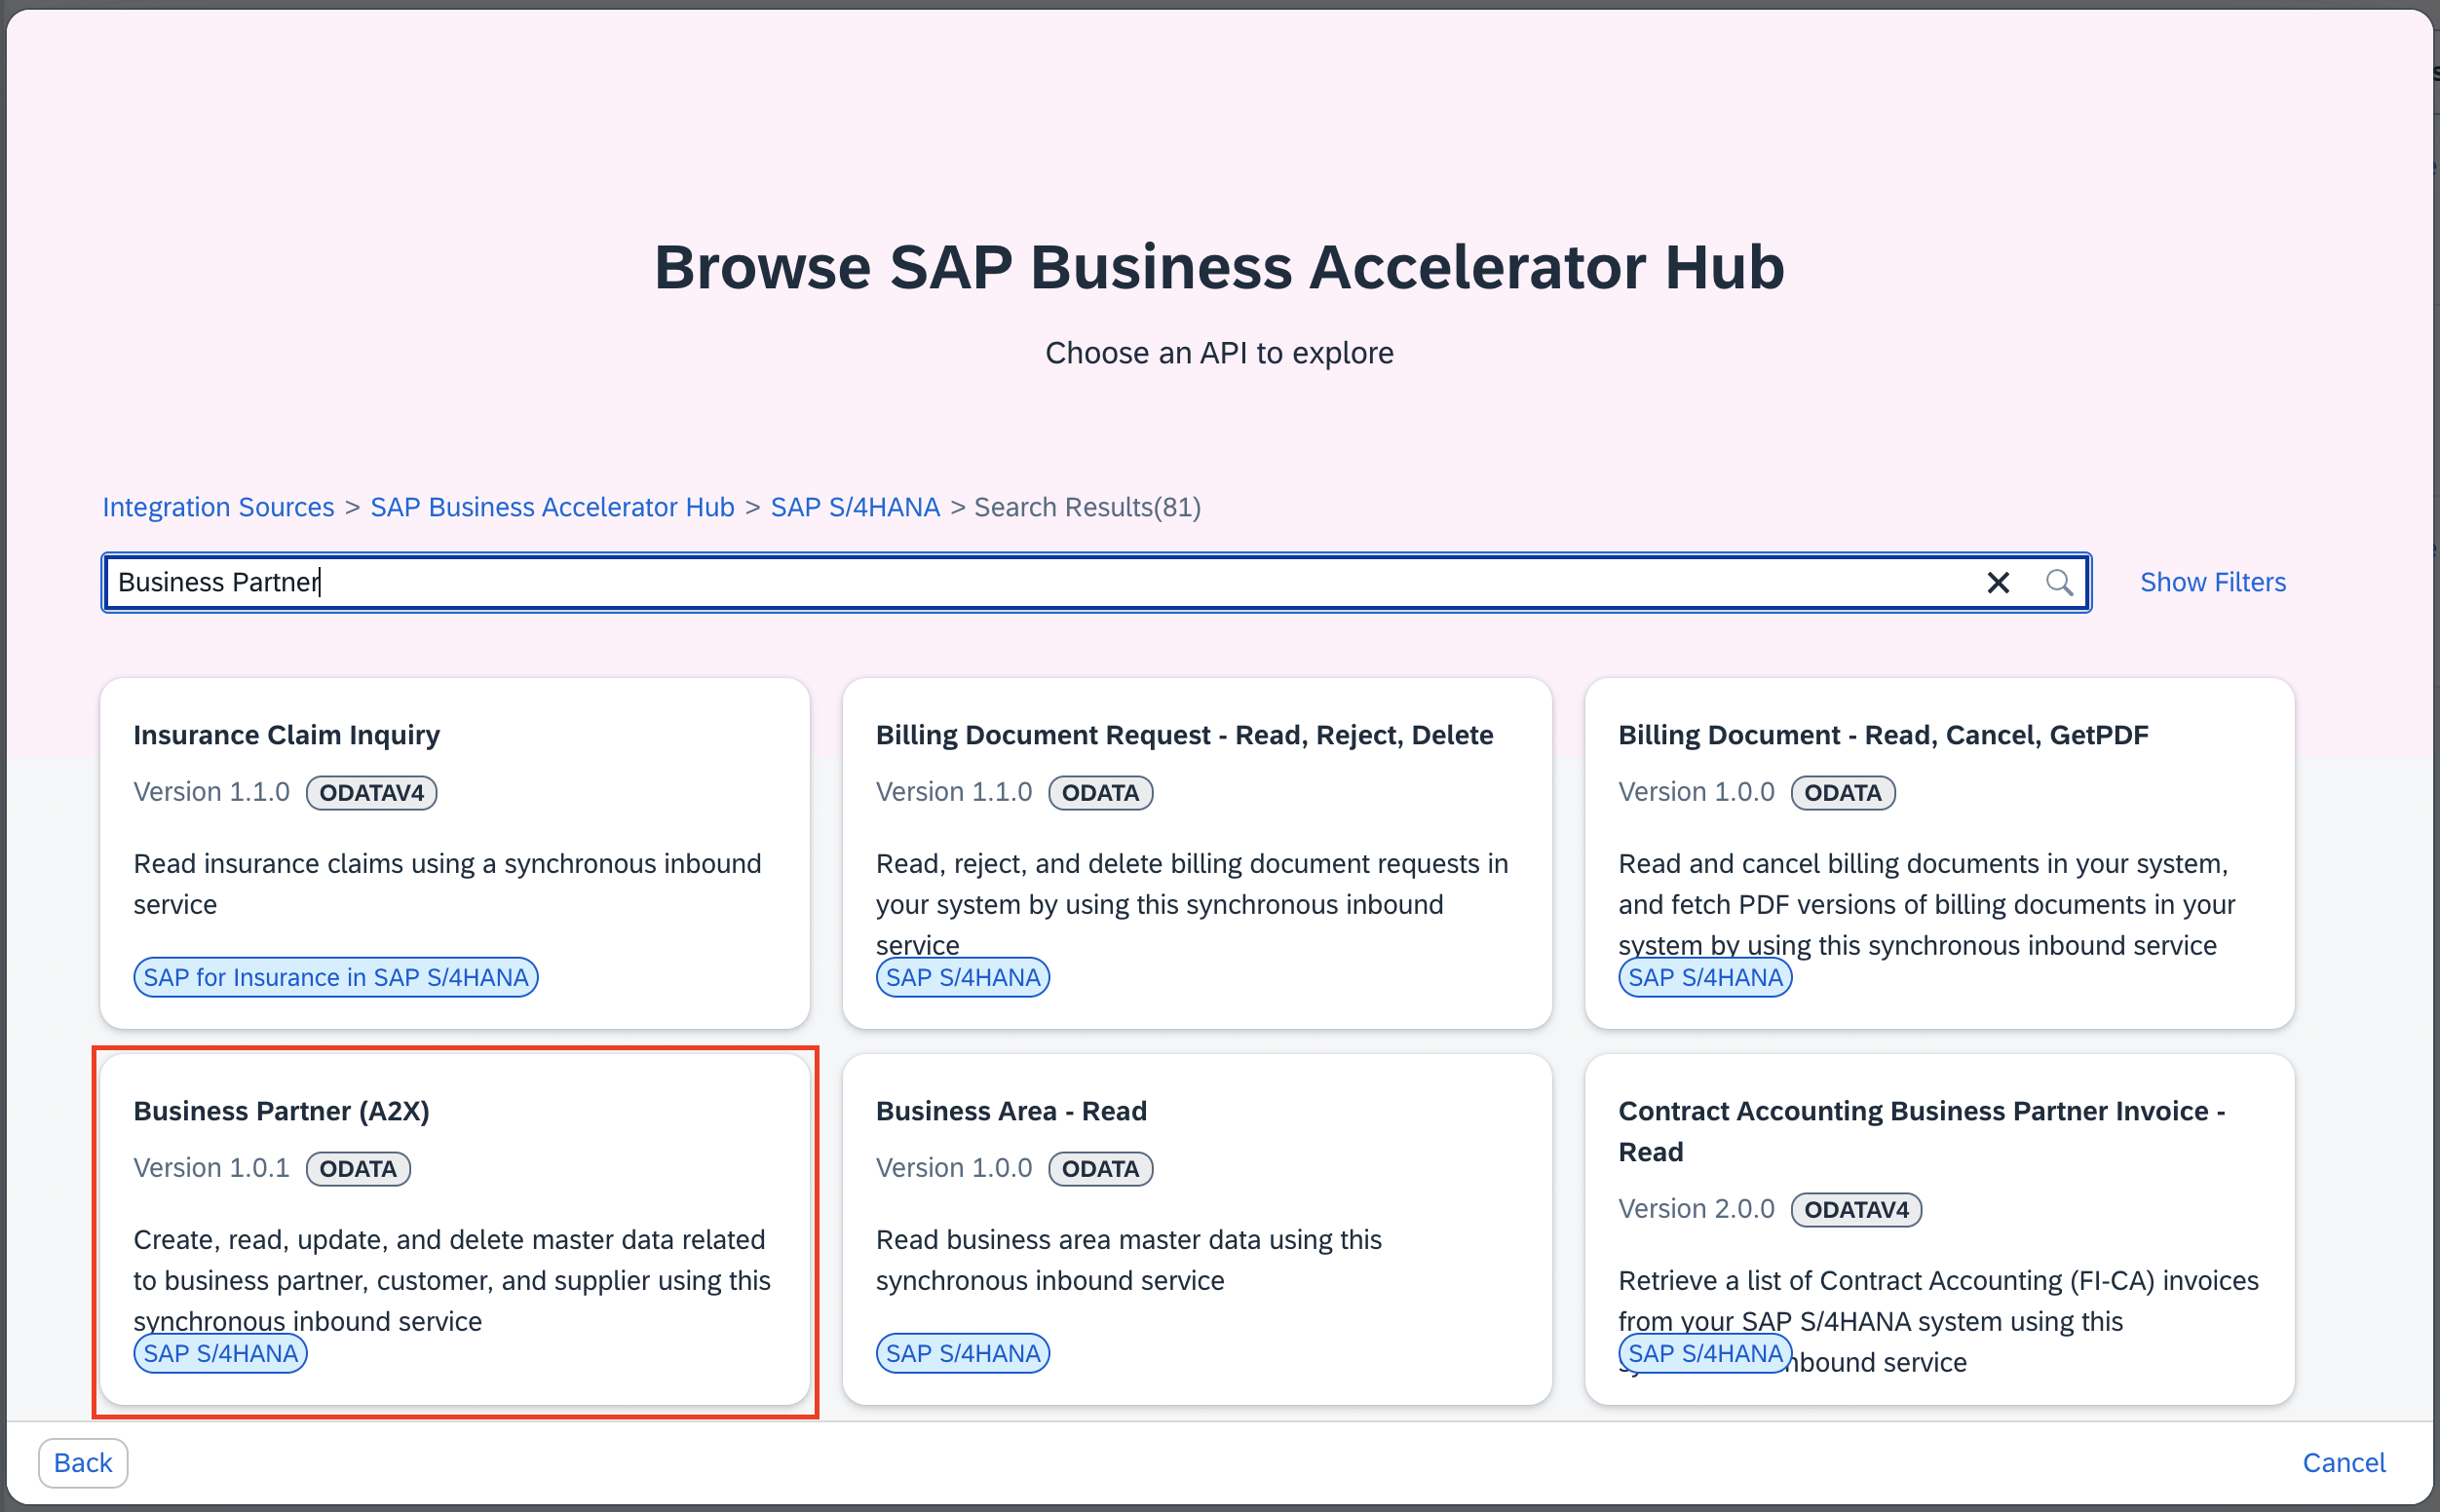 Browse SAP Business Accelerator Hub
Choose an API to explore
Integration Sources > SAP Business Accelerator Hub > SAP S/4HANA > Search Results(81)
Business Partner
Show Filters
Insurance Claim Inquiry
Version 1.1.0 ODATAV4
Read insurance claims using a synchronous inbound
service
SAP for Insurance in SAP S/4HANA
Billing Document Request - Read, Reject, Delete
Version 1.1.0 ODATA
Read, reject, and delete billing document requests in
your system by using this synchronous inbound
service
SAP S/4HANA
Billing Document - Read, Cancel, GetPDF
Version 1.0.0 ODATA
Read and cancel billing documents in your system,
and fetch PDF versions of billing documents in your
system by using this synchronous inbound service
SAP S/4HANA
Business Partner (A2X)
Version 1.0.1 ODATA
Create, read, update, and delete master data related
to business partner, customer, and supplier using this
synchronous inbound service
SAP S/4HANA
Business Area - Read
Version 1.0.0 ODATA
Read business area master data using this
synchronous inbound service
SAP S/4HANA
Contract Accounting Business Partner Invoice -
Read
Version 2.0.0 ODATAV4
Retrieve a list of Contract Accounting (FI-CA) invoices
from your SAP S/4HANA system using this
service
SAP S/4HANA
Back
Cancel